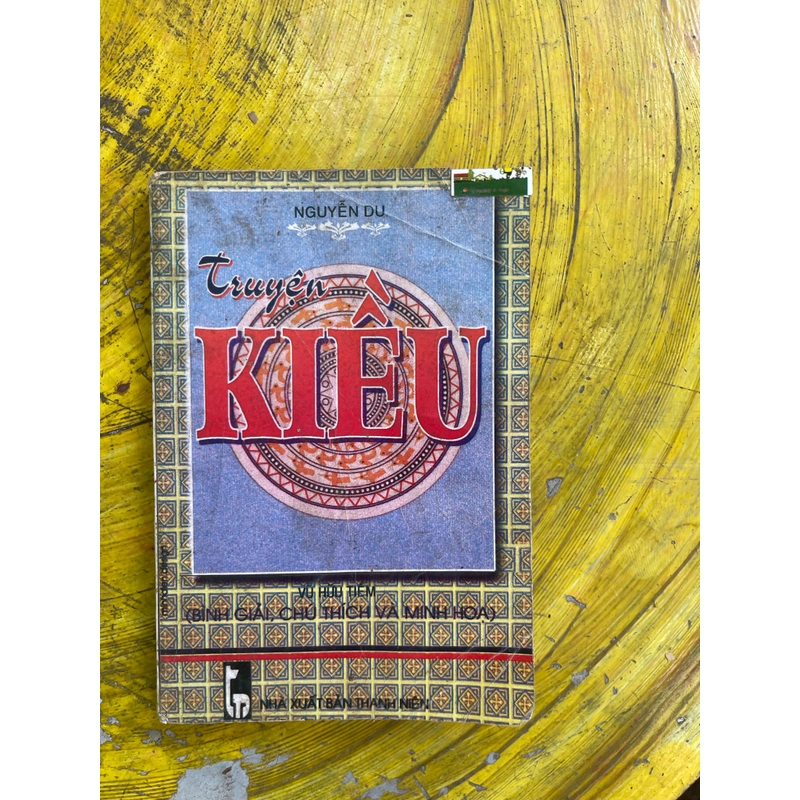 NGUYỄN DU
Truyện
KIỀU
VŨ HỮU TIỀM
(BÌNH GIẢI, CHÚ THÍCH VÀ MINH HỌA)
NHÀ XUẤT BẢN THANH NIÊN